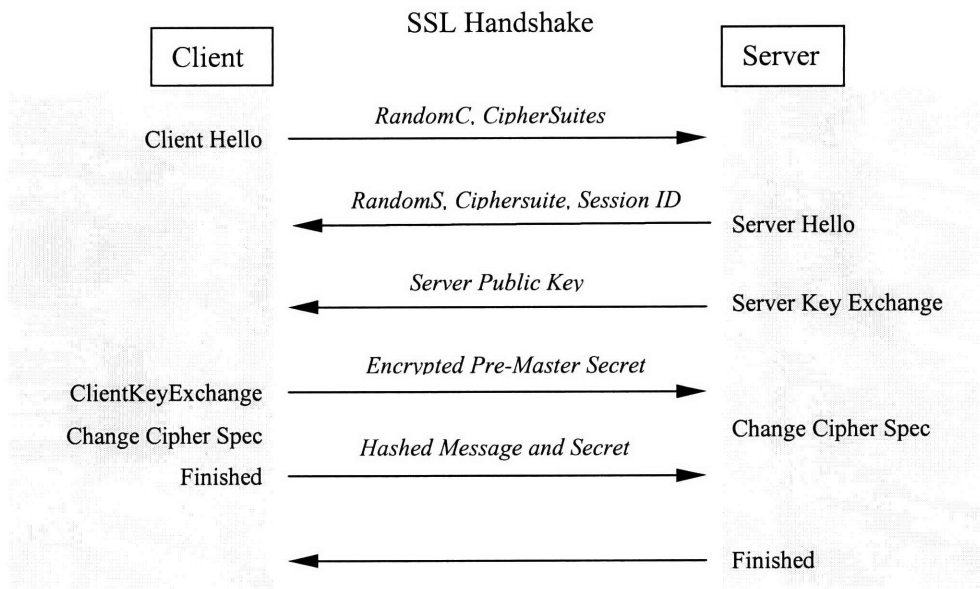 SSL Handshake
Client
Server
RandomC, CipherSuites
Client Hello
RandomS, Ciphersuite, Session ID
Server Hello
Server Public Key
Server Key Exchange
Encrypted Pre-Master Secret
ClientKeyExchange
Change Cipher Spec
Change Cipher Spec
Hashed Message and Secret
Finished
Finished